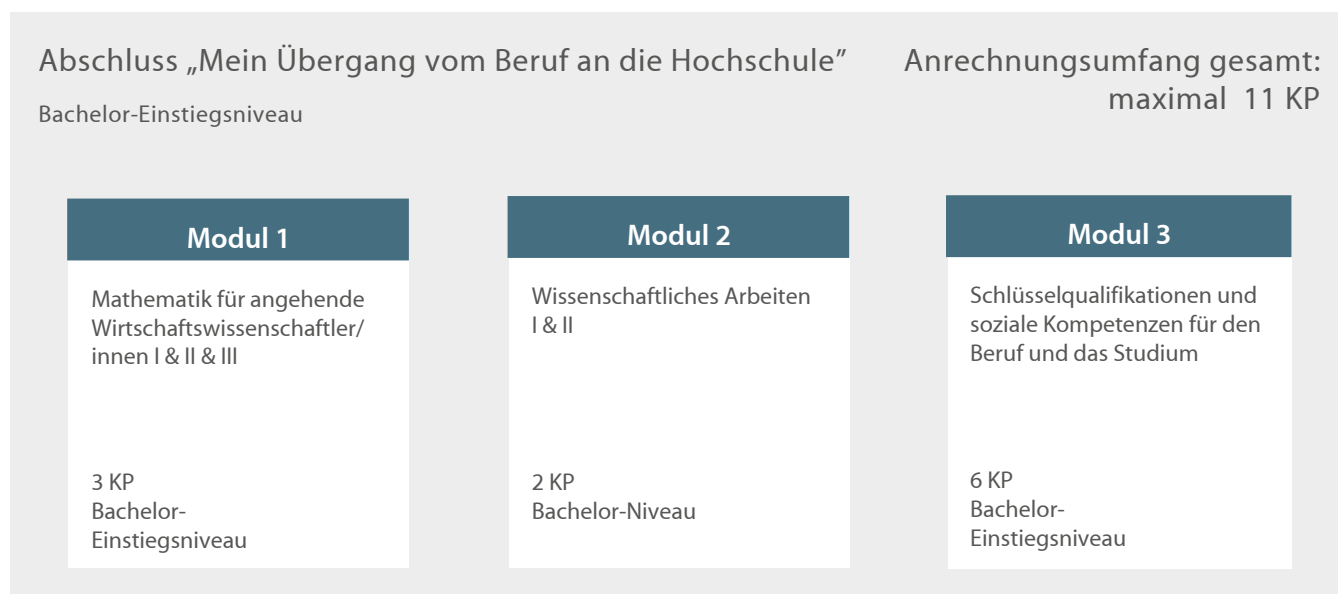 Abschluss „Mein Übergang vom Beruf an die Hochschule”
Bachelor-Einstiegsniveau
Anrechnungsumfang gesamt:
maximal 11 KP
Modul 1
Mathematik für angehende
Wirtschaftswissenschaftler/
innen I & II & III
3 KP
Bachelor-
Einstiegsniveau
Modul 2
Wissenschaftliches Arbeiten
I & II
2 KP
Bachelor-Niveau
Modul 3
Schlüsselqualifikationen und
soziale Kompetenzen für den
Beruf und das Studium
6 KP
Bachelor-
Einstiegsniveau